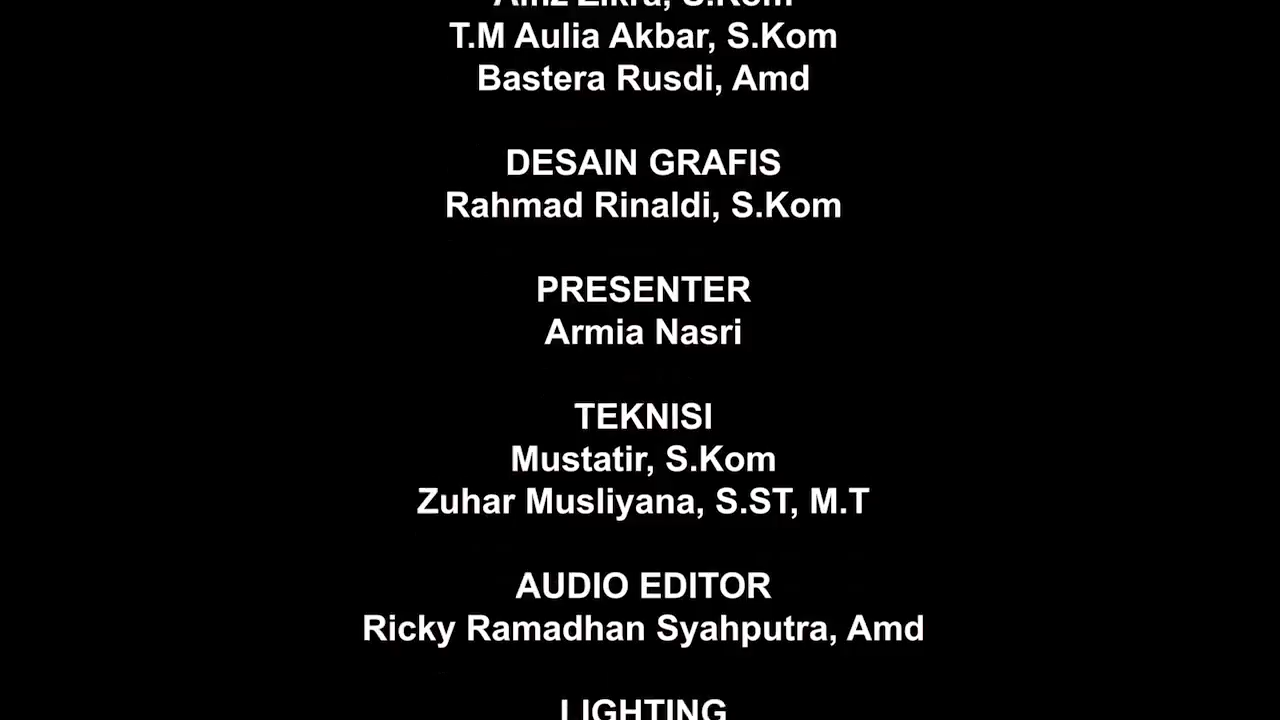 S.Kom
T.M Aulia Akbar, S.Kom
Bastera Rusdi, Amd
DESAIN GRAFIS
Rahmad Rinaldi, S.Kom
PRESENTER
Armia Nasri
TEKNISI
Mustatir, S.Kom
Zuhar Musliyana, S.ST, M.T
AUDIO EDITOR
Ricky Ramadhan Syahputra, Amd
LIGHTING